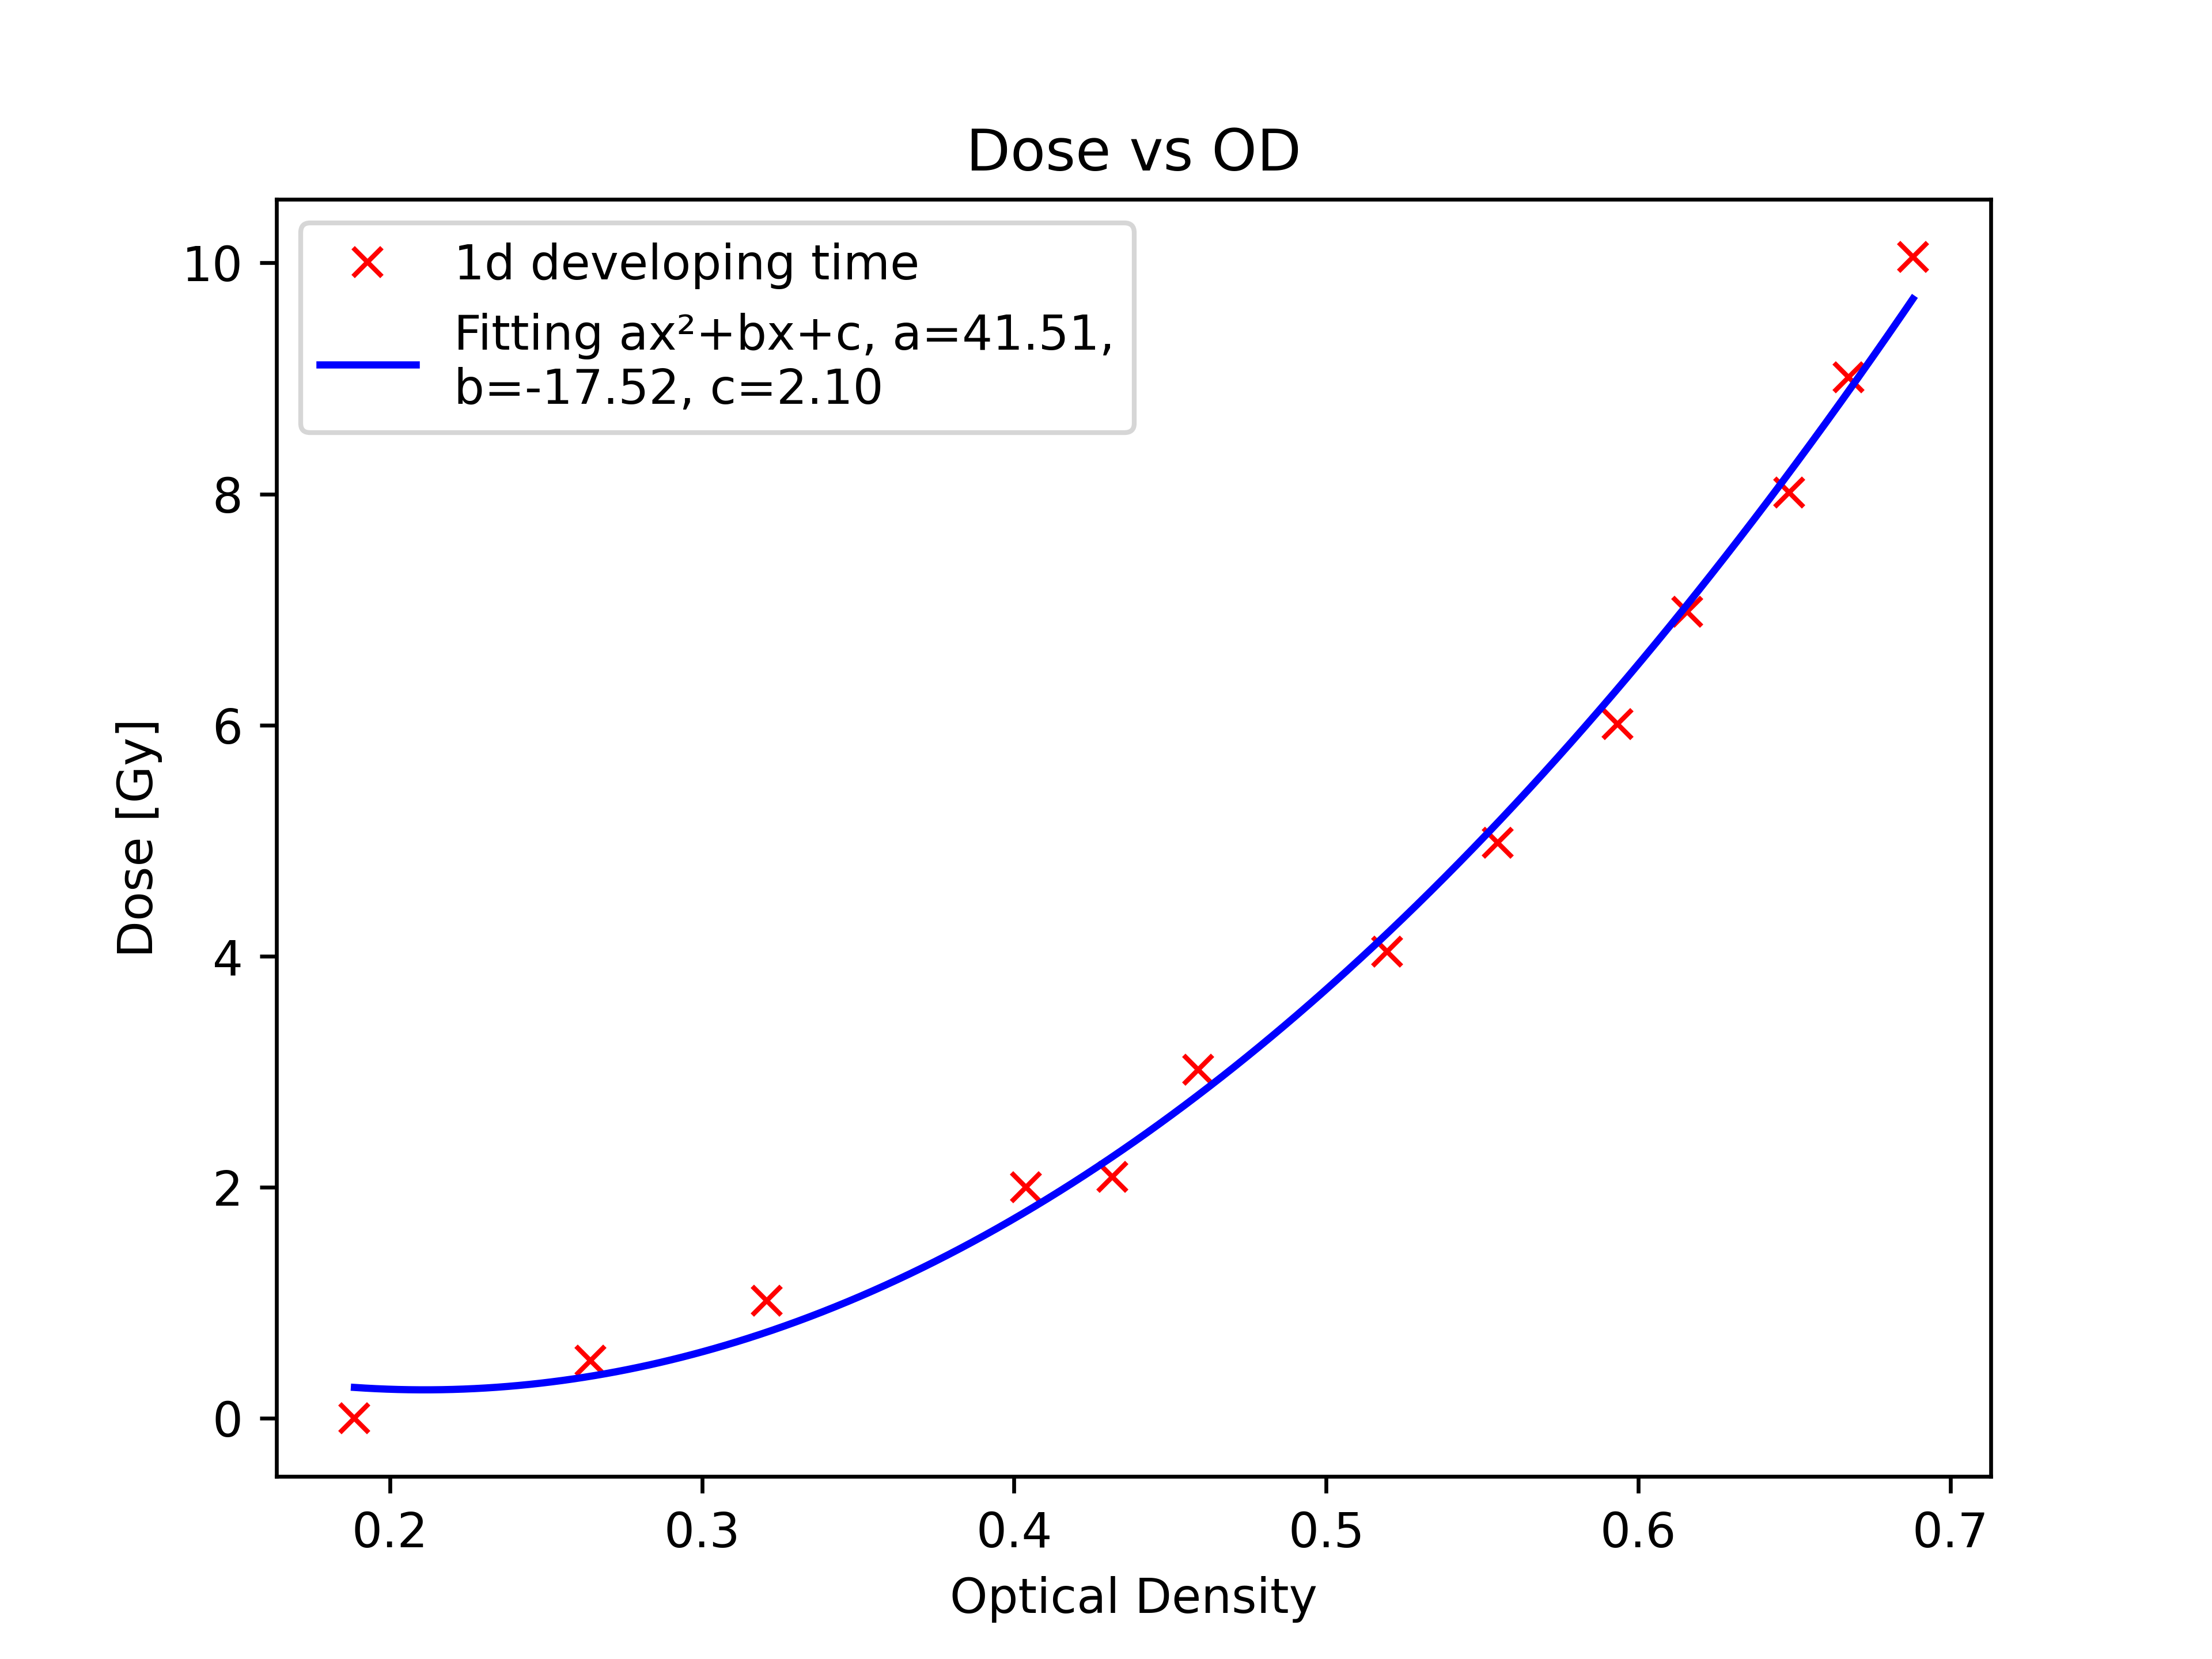 Dose vs OD
1d developing time
Fitting ax²+bx+c, a=41.51,
b=-17.52, c=2.10
10
8
6
4
2
0
Dose [Gy]
0.2 0.3 0.4 0.5 0.6 0.7
Optical Density